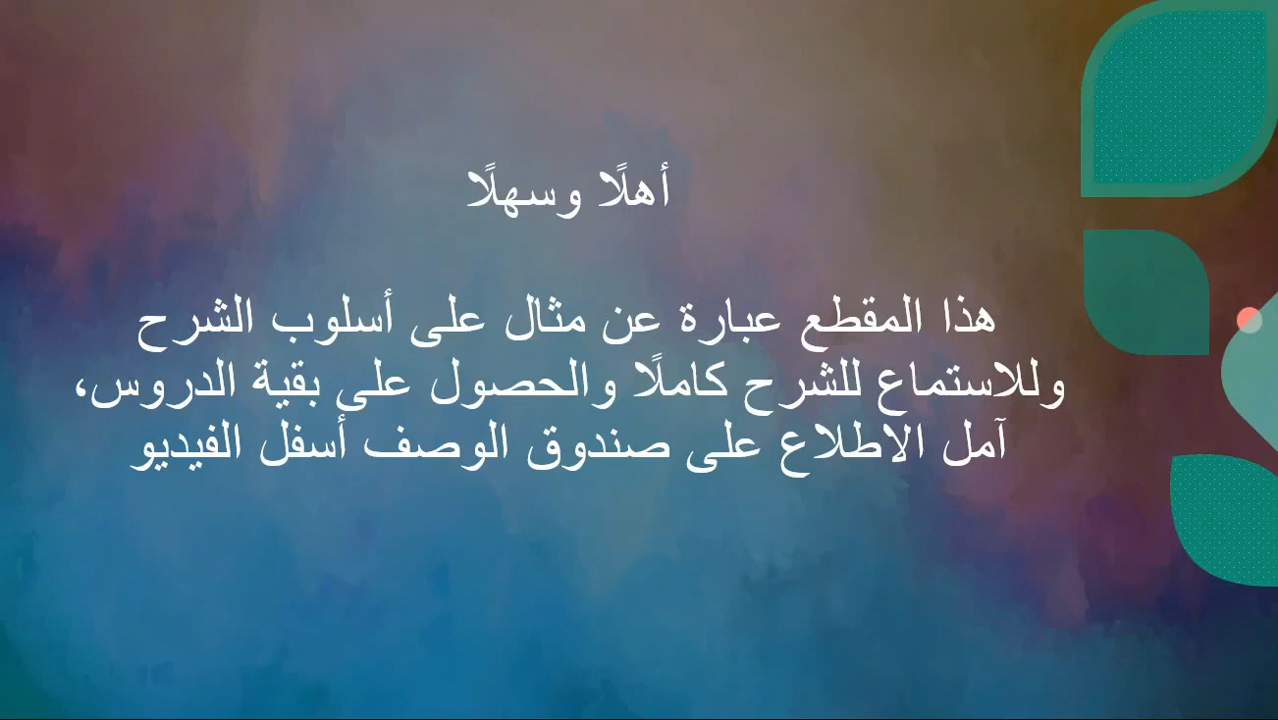 أهلًا وسهلًا
هذا المقطع عبارة عن مثال على أسلوب الشرح
وللاستماع للشرح كاملًا والحصول على بقية الدروس،
آمل الاطلاع على صندوق الوصف أسفل الفيديو